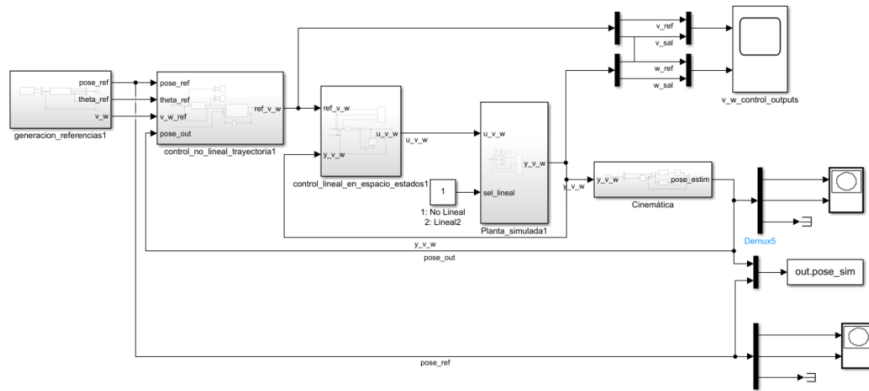 pose_ref
theta_ref
v_w
generacion_referencias1
pose_ref
theta_ref
v_w_ref
pose_out
ref_v_w
control_no_lineal_trayectoria1
ref_v_w
y_v_w
u_v_w
control_lineal_en_espacio_estados1
u_v_w
1
1: No Lineal
2: Lineal2
u_v_w
sel_lineal
y_v_w
Planta_simulada1
y_v_w
y_v_w
pose_estim
Cinemática
v_ref
v_sal
w_ref
w_sal
v_w_control_outputs
Demux5
y_v_w
pose_out
out.pose_sim
pose_ref